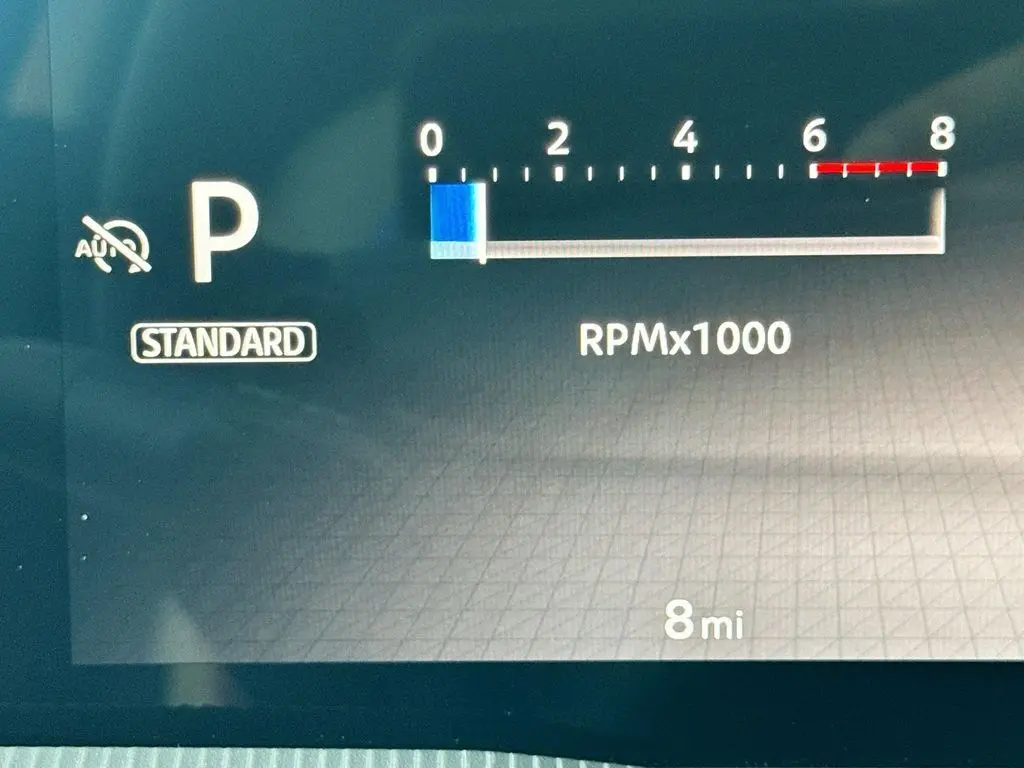 0 2 4 6 8
AUTO P
STANDARD
RPMx1000
8 mi